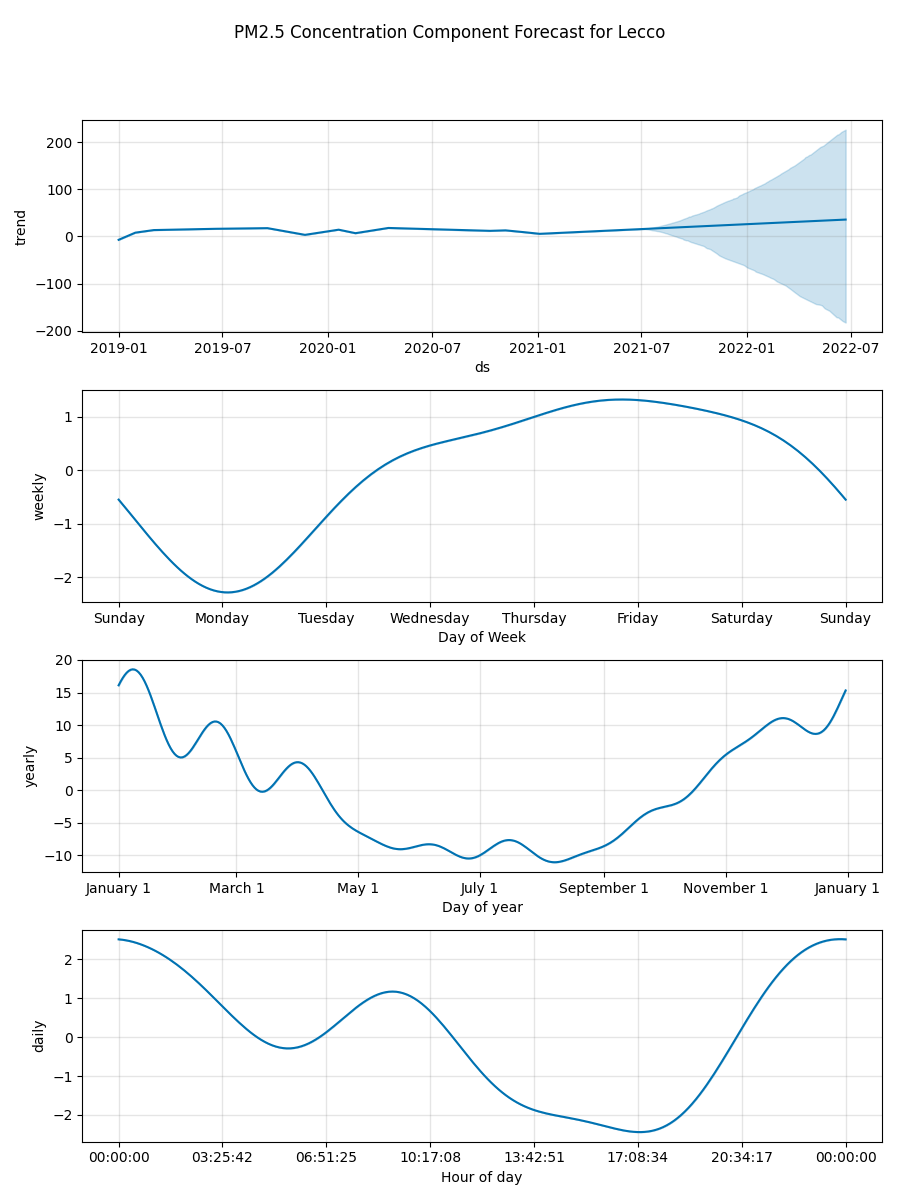 PM2.5 Concentration Component Forecast for Lecco
200
100
0
−100
−200
trend
2019-01 2019-07 2020-01 2020-07 2021-01 2021-07 2022-01 2022-07
ds
1
0
−1
−2
weekly
Sunday Monday Tuesday Wednesday Thursday Friday Saturday Sunday
Day of Week
20
15
10
5
0
−5
−10
yearly
January 1 March 1 May 1 July 1 September 1 November 1 January 1
Day of year
2
1
0
−1
−2
daily
00:00:00 03:25:42 06:51:25 10:17:08 13:42:51 17:08:34 20:34:17 00:00:00
Hour of day